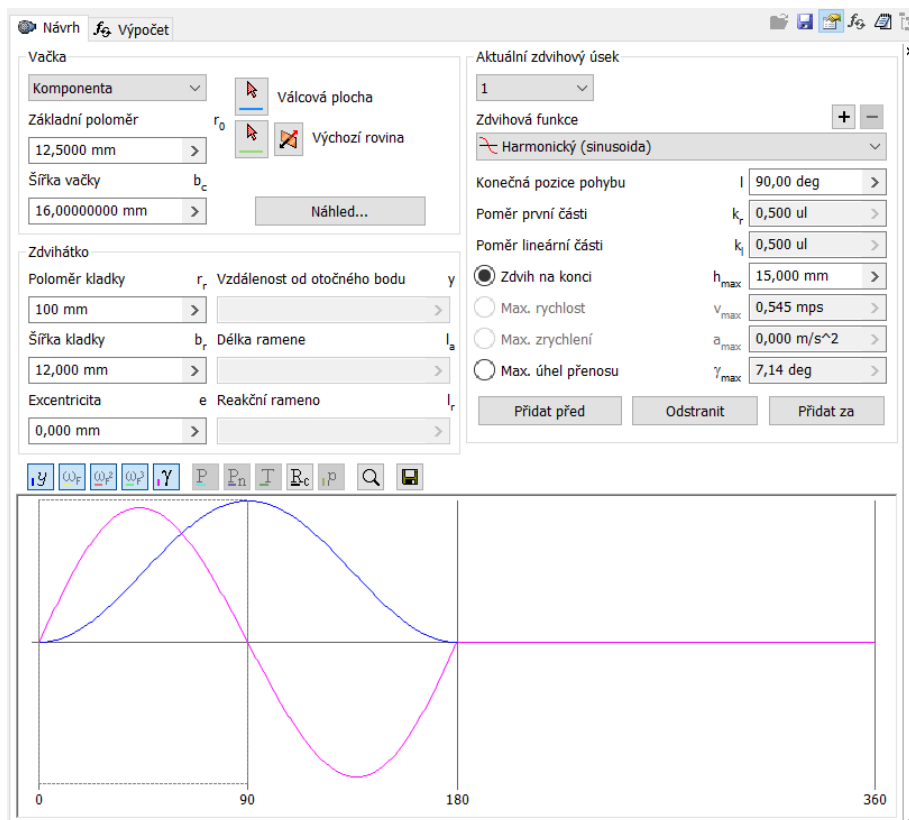 Návrh
Výpočet
Vačka
Komponenta
Válcová plocha
Základní poloměr r0
Výchozí rovina
12,5000 mm
Šířka vačky bc
16,00000000 mm
Náhled...
Zdvihátko
Poloměr kladky rr Vzdálenost od otočného bodu y
100 mm
Šířka kladky br Délka ramene la
12,000 mm
Excentricita e Reakční rameno lr
0,000 mm
Aktuální zdvihový úsek
1
Zdvihová funkce
Harmonický (sinusoida)
Konečná pozice pohybu l 90,00 deg
Poměr první části kr 0,500 ul
Poměr lineární části kl 0,500 ul
Zdvih na konci hmax 15,000 mm
Max. rychlost vmax 0,545 mps
Max. zrychlení amax 0,000 m/s^2
Max. úhel přenosu γmax 7,14 deg
Přidat před Odstranit Přidat za
y ωF ωF² ωF³ γ P Pn T Rc p
0 90 180 360